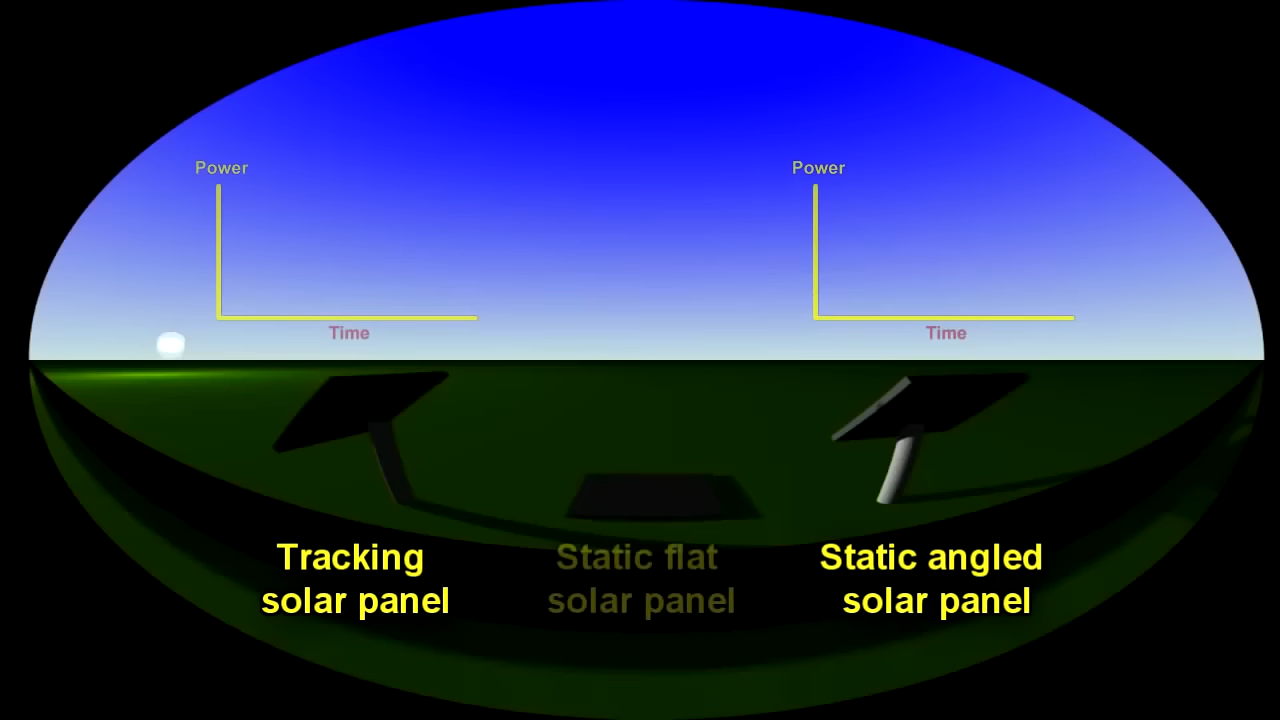 Power
Power
Time
Time
Tracking
solar panel
Static flat
solar panel
Static angled
solar panel